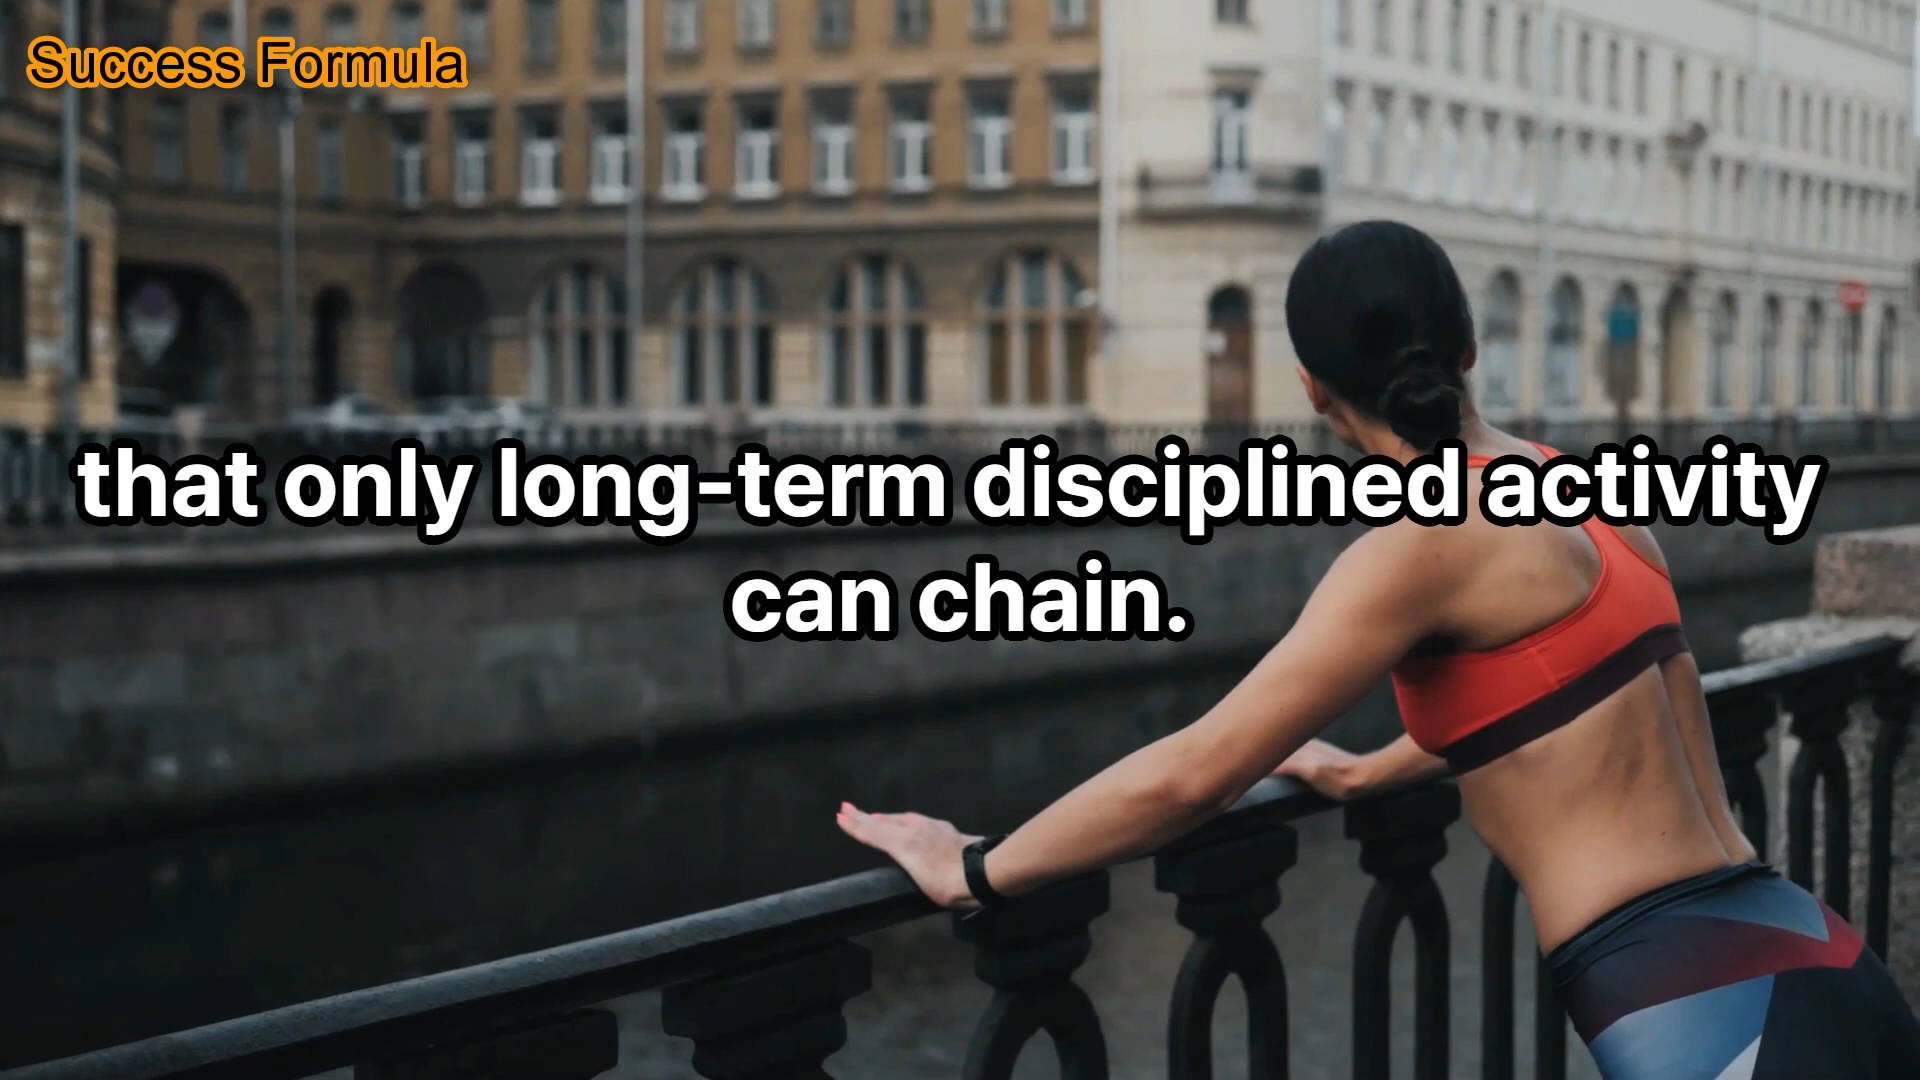 Success Formula
that only long-term disciplined activity
can chain.